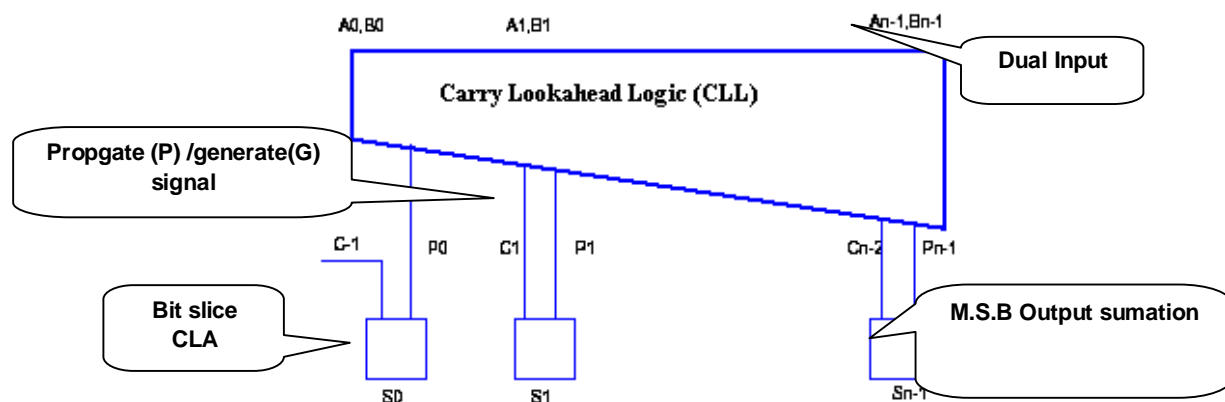 A0,B0
A1,B1
An-1,Bn-1
Dual Input
Carry Lookahead Logic (CLL)
Propgate (P) /generate(G)
signal
C-1
P0
C1
P1
Cn-2
Pn-1
Bit slice
CLA
M.S.B Output sumation
S0
S1
Sn-1